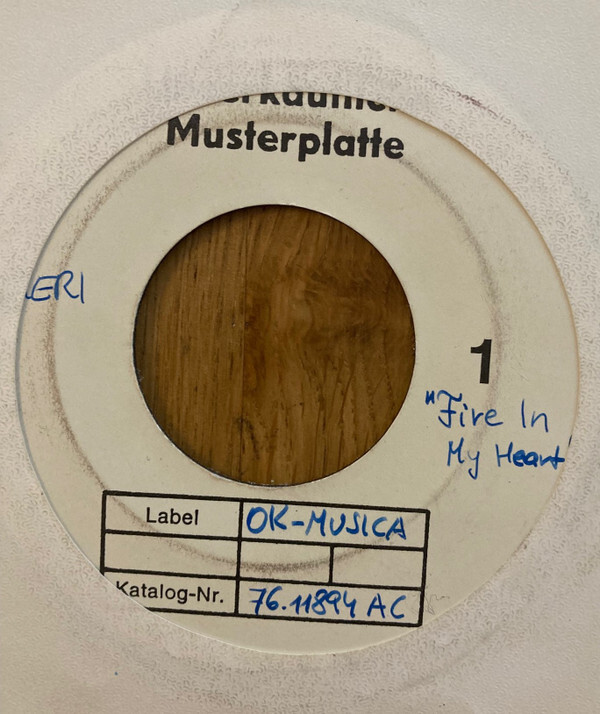 Musterplatte
ERI
1
"Fire In
My Heart
Label OK-MUSICA
Katalog-Nr. 76.11894 AC